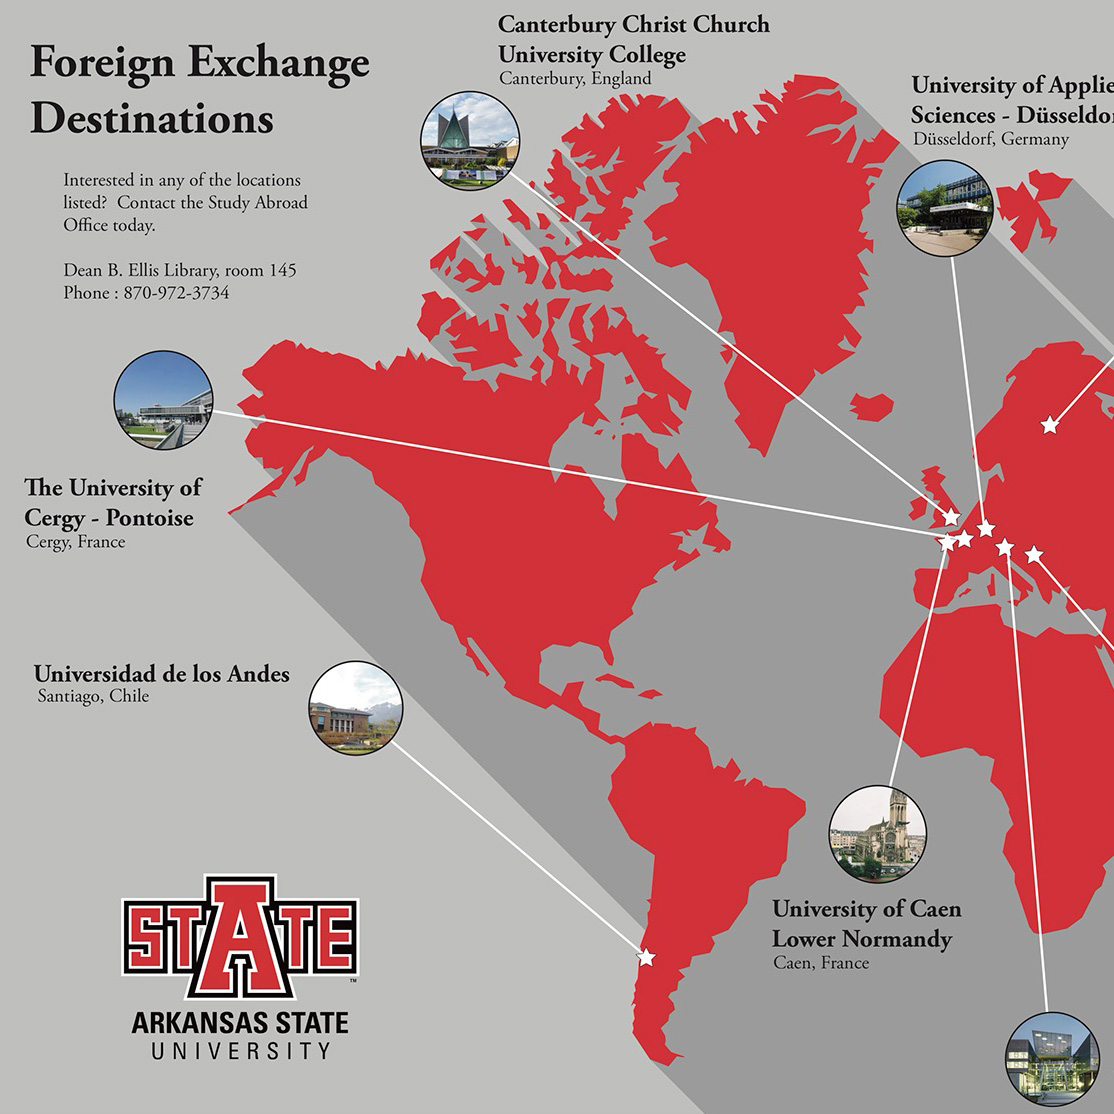 Foreign Exchange
Destinations
Interested in any of the locations
listed? Contact the Study Abroad
Office today.
Dean B. Ellis Library, room 145
Phone : 870-972-3734
Canterbury Christ Church
University College
Canterbury, England
University of Applie
Sciences - Düsseldor
Düsseldorf, Germany
The University of
Cergy - Pontoise
Cergy, France
Universidad de los Andes
Santiago, Chile
University of Caen
Lower Normandy
Caen, France
STATE™
ARKANSAS STATE
UNIVERSITY